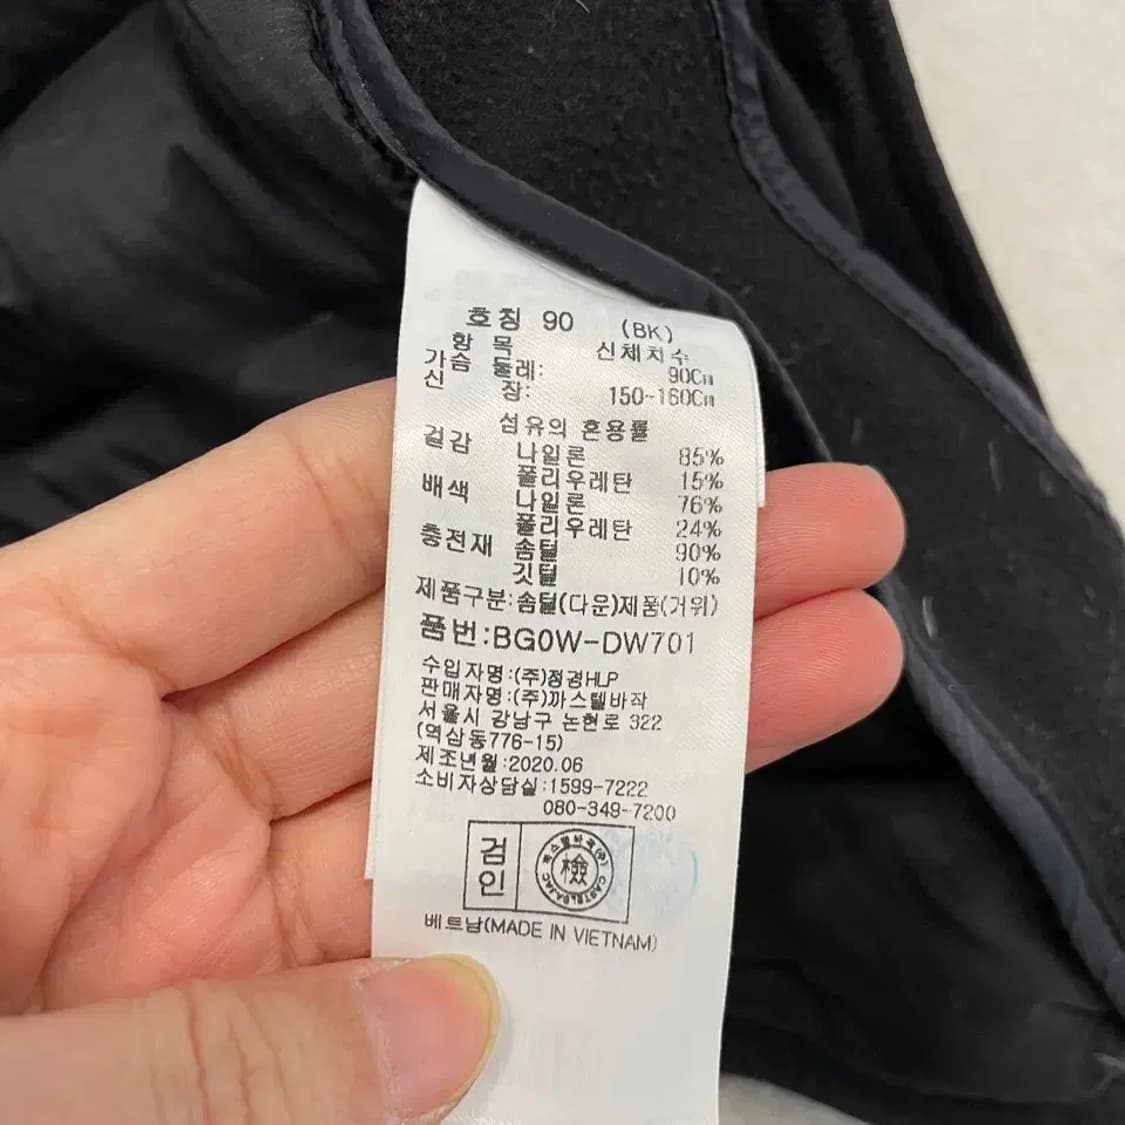 호칭 90 (BK)
항 목 신체치수
가슴 둘레: 90Cm
신 장: 150~160Cm
섬유의 혼용률
겉감 나일론 85%
폴리우레탄 15%
배색 나일론 76%
폴리우레탄 24%
충전재 솜털 90%
깃털 10%
제품구분:솜털(다운)제품(거위)
품번:BG0W-DW701
수입자명:(주)정경HLP
판매자명:(주)까스텔바작
서울시 강남구 논현로 322
(역삼동776-15)
제조년월:2020.06
소비자상담실:1599-7222
080-349-7200
검인
檢
CASTELBAJAC
베트남(MADE IN VIETNAM)